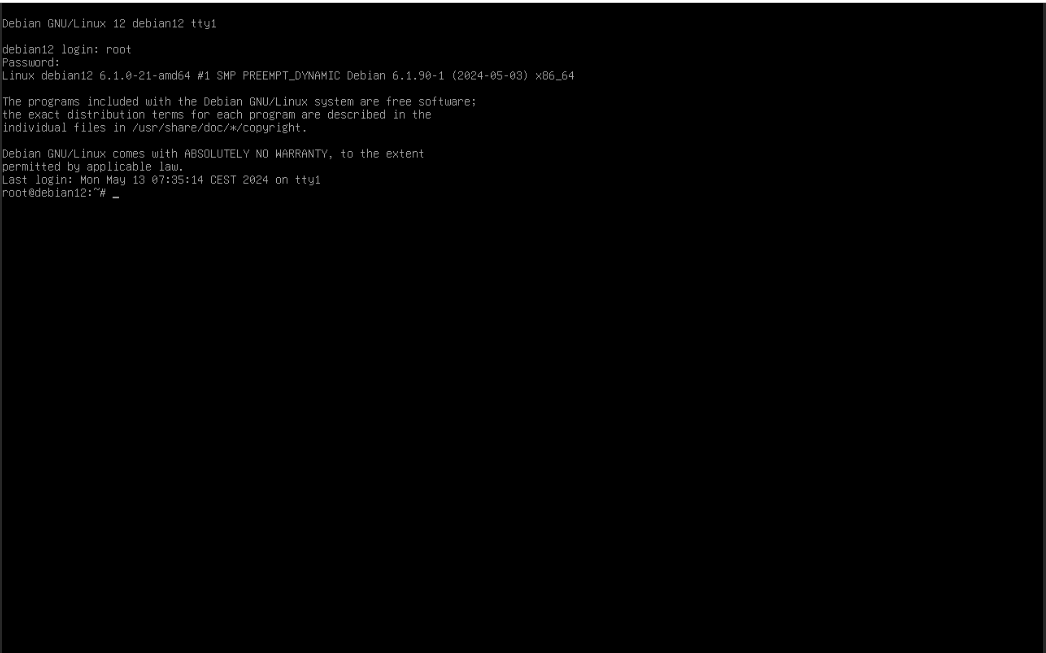 Debian GNU/Linux 12 debian12 tty1
debian12 login: root
Password:
Linux debian12 6.1.0-21-amd64 #1 SMP PREEMPT_DYNAMIC Debian 6.1.90-1 (2024-05-03) x86_64
The programs included with the Debian GNU/Linux system are free software;
the exact distribution terms for each program are described in the
individual files in /usr/share/doc/*/copyright.
Debian GNU/Linux comes with ABSOLUTELY NO WARRANTY, to the extent
permitted by applicable law.
Last login: Mon May 13 07:35:14 CEST 2024 on tty1
root@debian12:~# _